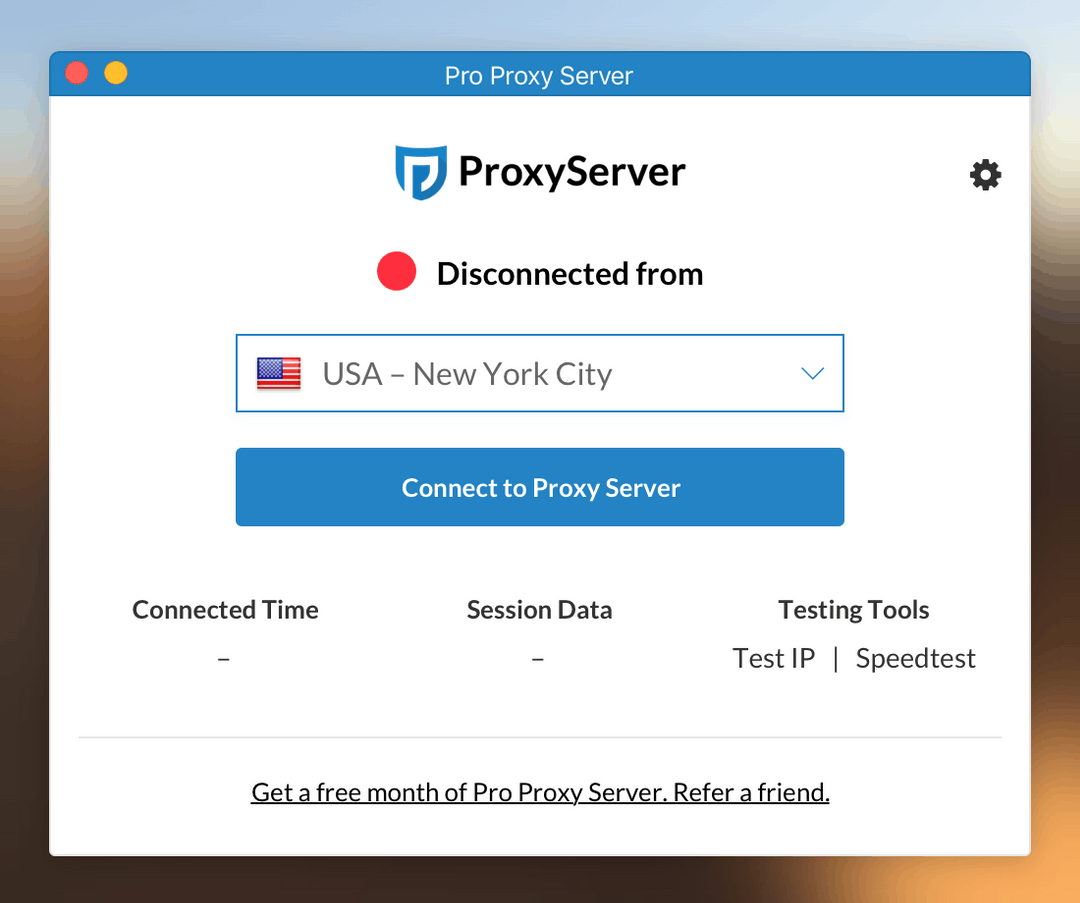 Pro Proxy Server
ProxyServer
Disconnected from
USA – New York City
Connect to Proxy Server
Connected Time
–
Session Data
–
Testing Tools
Test IP | Speedtest
Get a free month of Pro Proxy Server. Refer a friend.